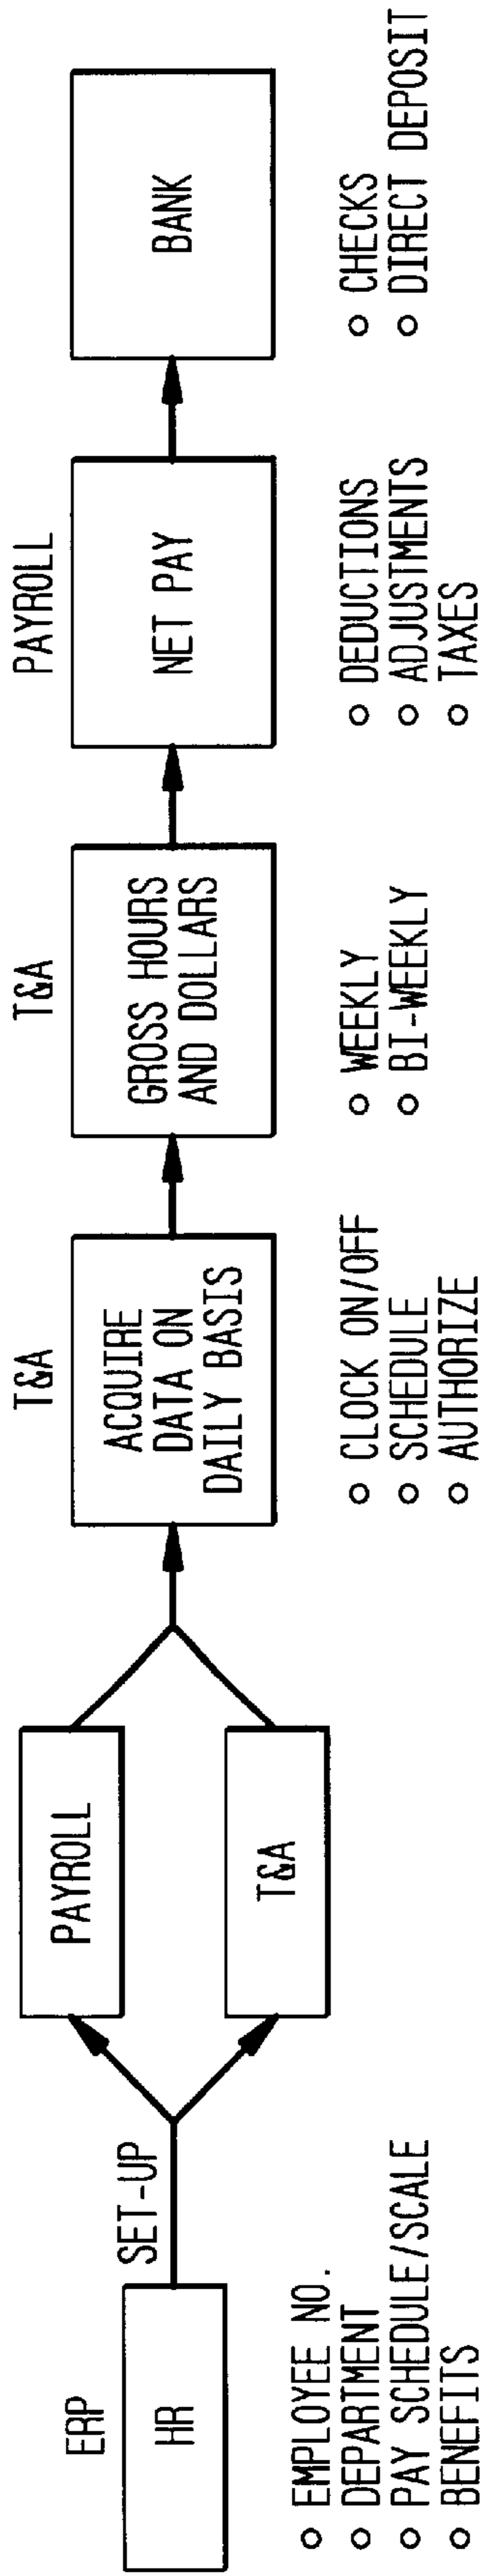 ERP
HR
○ EMPLOYEE NO.
○ DEPARTMENT
○ PAY SCHEDULE/SCALE
○ BENEFITS
SET-UP
PAYROLL
T&A
T&A
ACQUIRE
DATA ON
DAILY BASIS
○ CLOCK ON/OFF
○ SCHEDULE
○ AUTHORIZE
T&A
GROSS HOURS
AND DOLLARS
○ WEEKLY
○ BI-WEEKLY
PAYROLL
NET PAY
○ DEDUCTIONS
○ ADJUSTMENTS
○ TAXES
BANK
○ CHECKS
○ DIRECT DEPOSIT